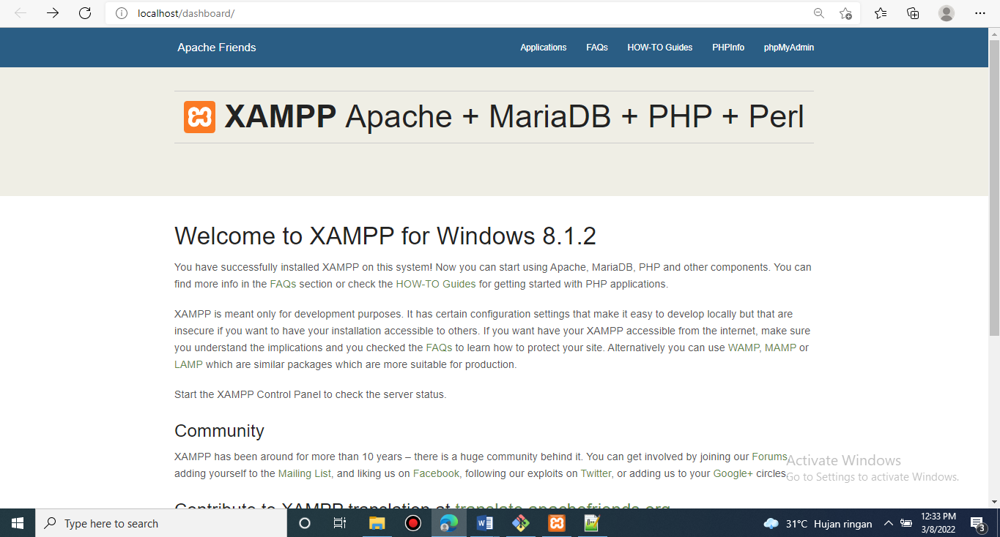 localhost/dashboard/
Apache Friends
Applications FAQs HOW-TO Guides PHPInfo phpMyAdmin
XAMPP Apache + MariaDB + PHP + Perl
Welcome to XAMPP for Windows 8.1.2
You have successfully installed XAMPP on this system! Now you can start using Apache, MariaDB, PHP and other components. You can
find more info in the FAQs section or check the HOW-TO Guides for getting started with PHP applications.
XAMPP is meant only for development purposes. It has certain configuration settings that make it easy to develop locally but that are
insecure if you want to have your installation accessible to others. If you want have your XAMPP accessible from the internet, make sure
you understand the implications and you checked the FAQs to learn how to protect your site. Alternatively you can use WAMP, MAMP or
LAMP which are similar packages which are more suitable for production.
Start the XAMPP Control Panel to check the server status.
Community
XAMPP has been around for more than 10 years – there is a huge community behind it. You can get involved by joining our Forums,
adding yourself to the Mailing List, and liking us on Facebook, following our exploits on Twitter, or adding us to your Google+ circles.
Activate Windows
Go to Settings to activate Windows.
Contribute to XAMPP translation at translate.apachefriends.org
Type here to search
31°C Hujan ringan
12:33 PM
3/8/2022
3